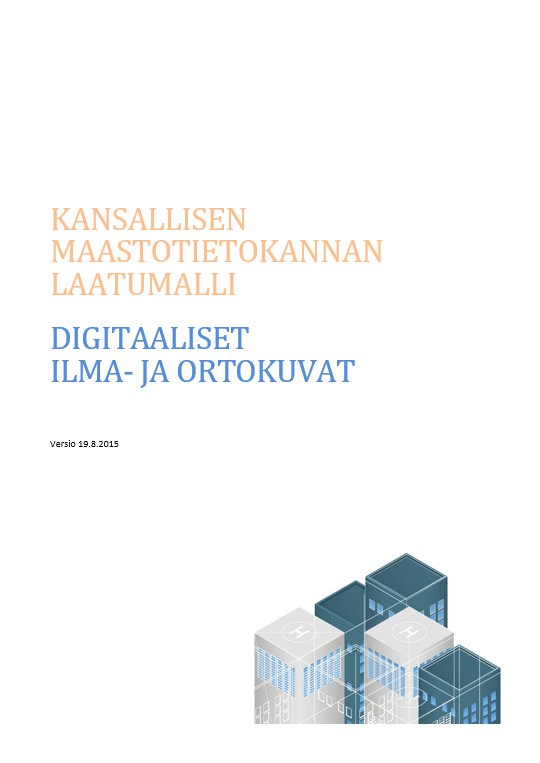 KANSALLISEN
MAASTOTIETOKANNAN
LAATUMALLI
DIGITAALISET
ILMA- JA ORTOKUVAT
Versio 19.8.2015
H
H